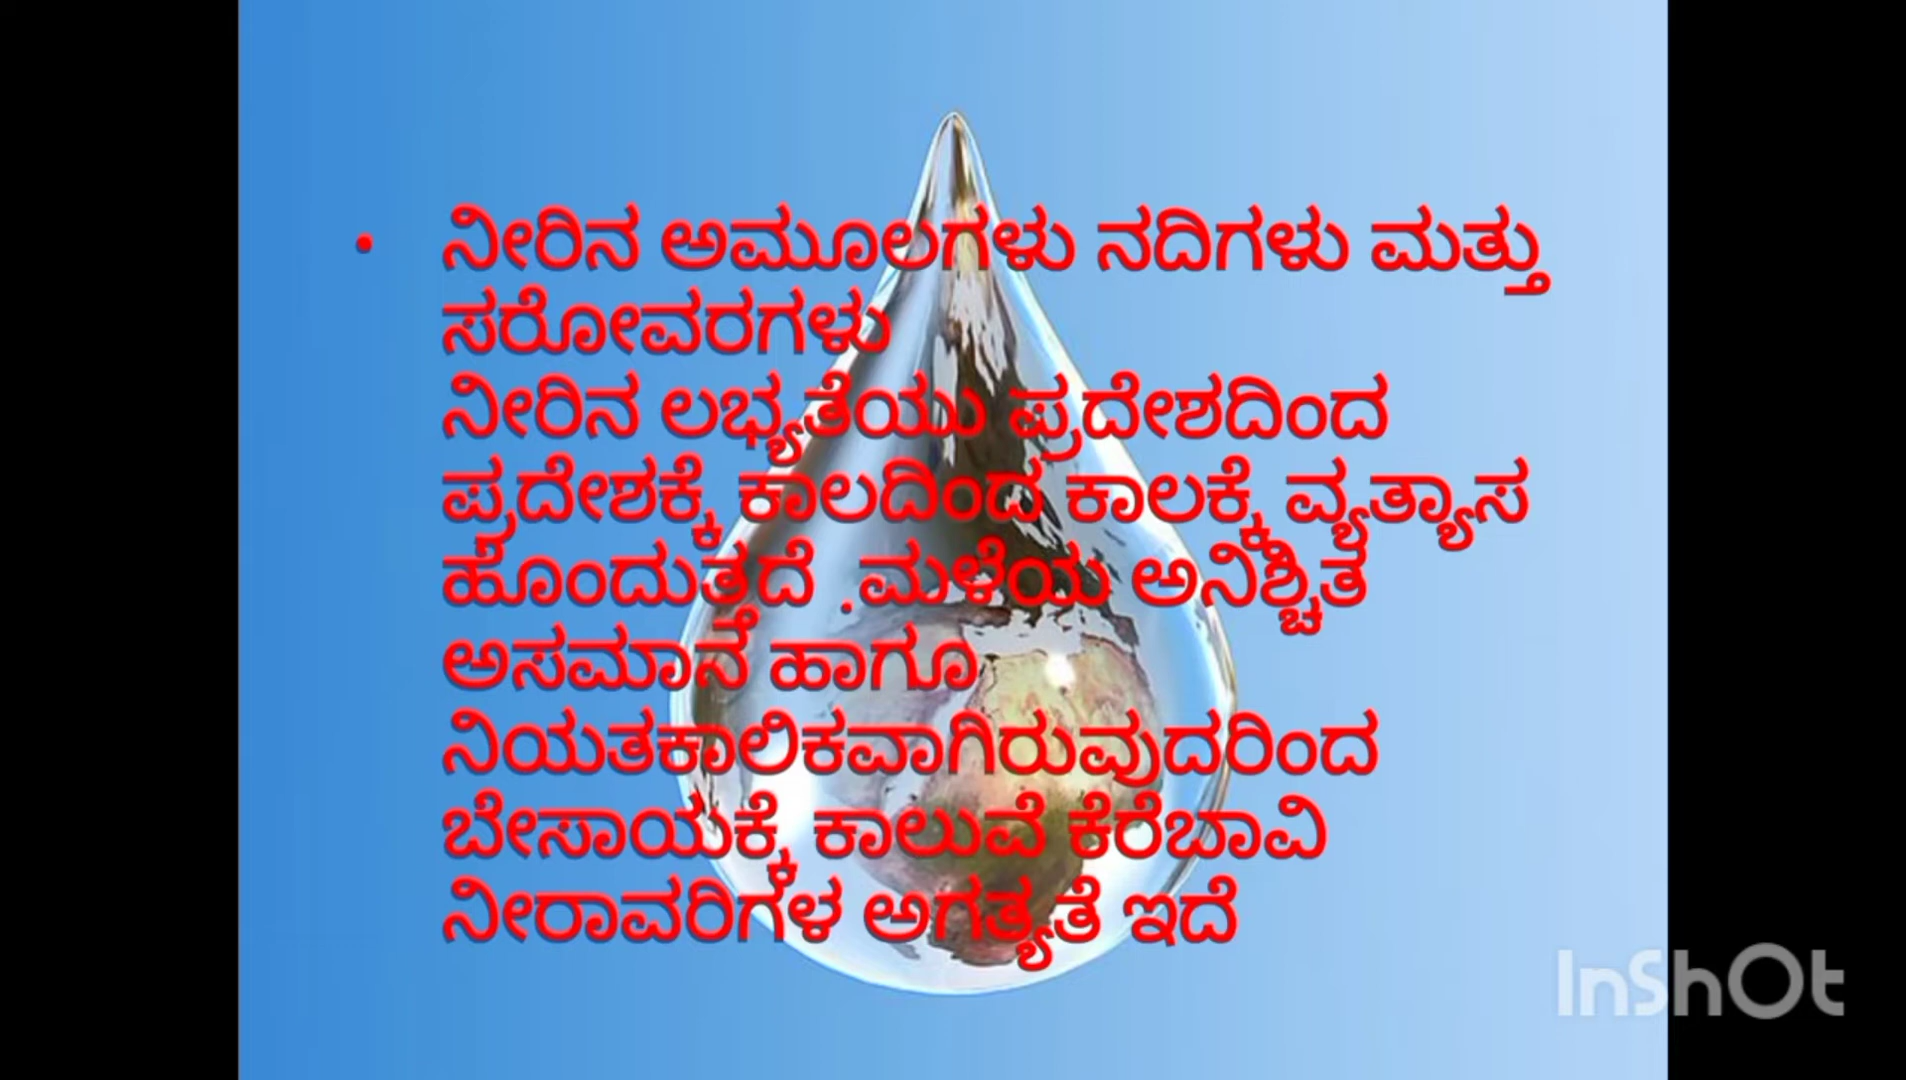 • ನೀರಿನ ಅಮೂಲಗಳು ನದಿಗಳು ಮತ್ತು
ಸರೋವರಗಳು
ನೀರಿನ ಲಭ್ಯತೆಯು ಪ್ರದೇಶದಿಂದ
ಪ್ರದೇಶಕ್ಕೆ ಕಾಲದಿಂದ ಕಾಲಕ್ಕೆ ವ್ಯತ್ಯಾಸ
ಹೊಂದುತ್ತದೆ .ಮಳೆಯ ಅನಿಶ್ಚಿತ
ಅಸಮಾನ ಹಾಗೂ
ನಿಯತಕಾಲಿಕವಾಗಿರುವುದರಿಂದ
ಬೇಸಾಯಕ್ಕೆ ಕಾಲುವೆ ಕೆರೆಬಾವಿ
ನೀರಾವರಿಗಳ ಅಗತ್ಯತೆ ಇದೆ
InShOt